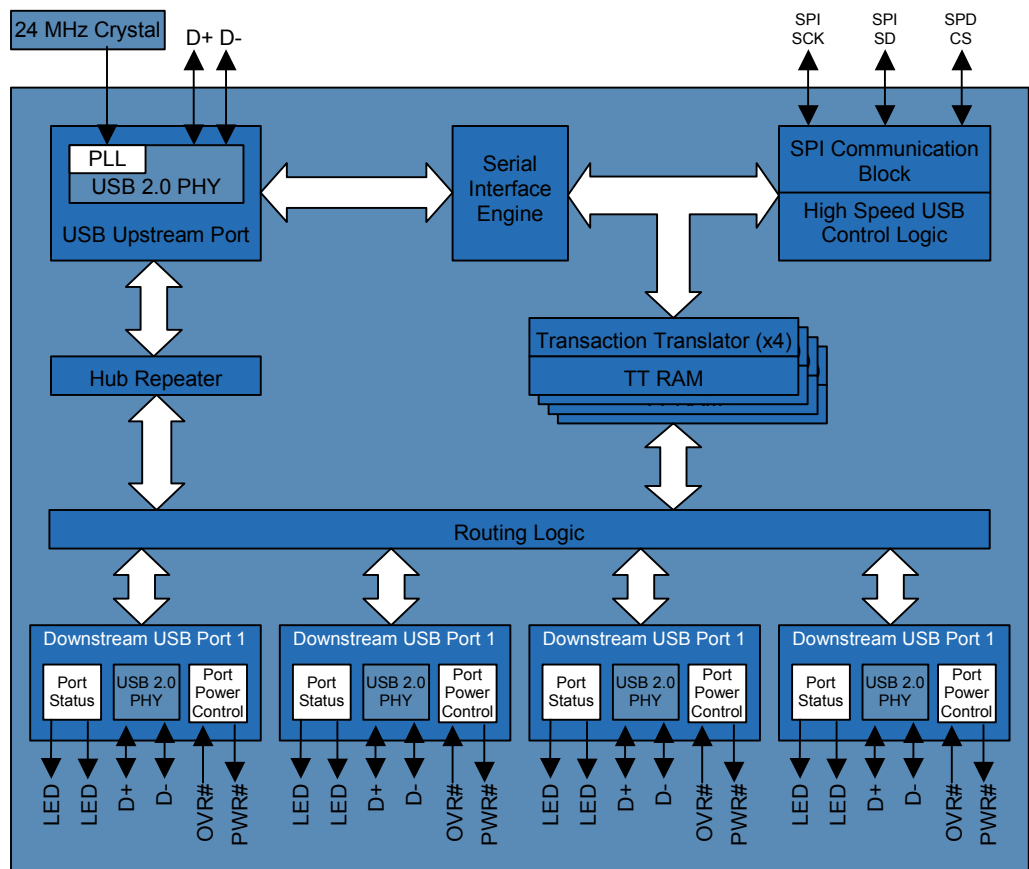 24 MHz Crystal
D+ D-
SPI
SCK
SPI
SD
SPD
CS
PLL
USB 2.0 PHY
USB Upstream Port
Serial
Interface
Engine
SPI Communication
Block
High Speed USB
Control Logic
Hub Repeater
Transaction Translator (x4)
TT RAM
Routing Logic
Downstream USB Port 1
Port
Status
USB 2.0
PHY
Port
Power
Control
LED
LED
D+
D-
OVR#
PWR#
Downstream USB Port 1
Port
Status
USB 2.0
PHY
Port
Power
Control
LED
LED
D+
D-
OVR#
PWR#
Downstream USB Port 1
Port
Status
USB 2.0
PHY
Port
Power
Control
LED
LED
D+
D-
OVR#
PWR#
Downstream USB Port 1
Port
Status
USB 2.0
PHY
Port
Power
Control
LED
LED
D+
D-
OVR#
PWR#